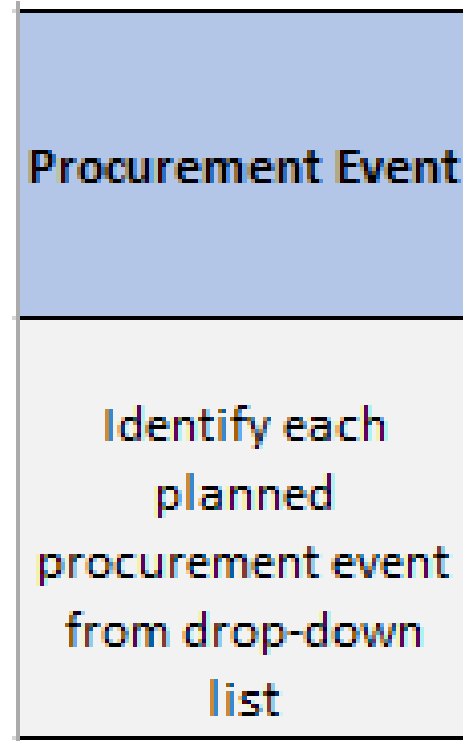 Procurement Event
Identify each
planned
procurement event
from drop-down
list